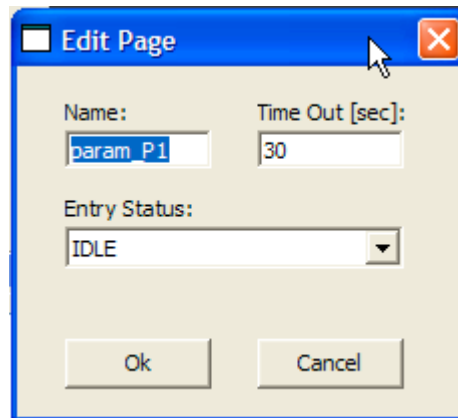 Edit Page
Name: Time Out [sec]:
param_P1 30
Entry Status:
IDLE
Ok Cancel